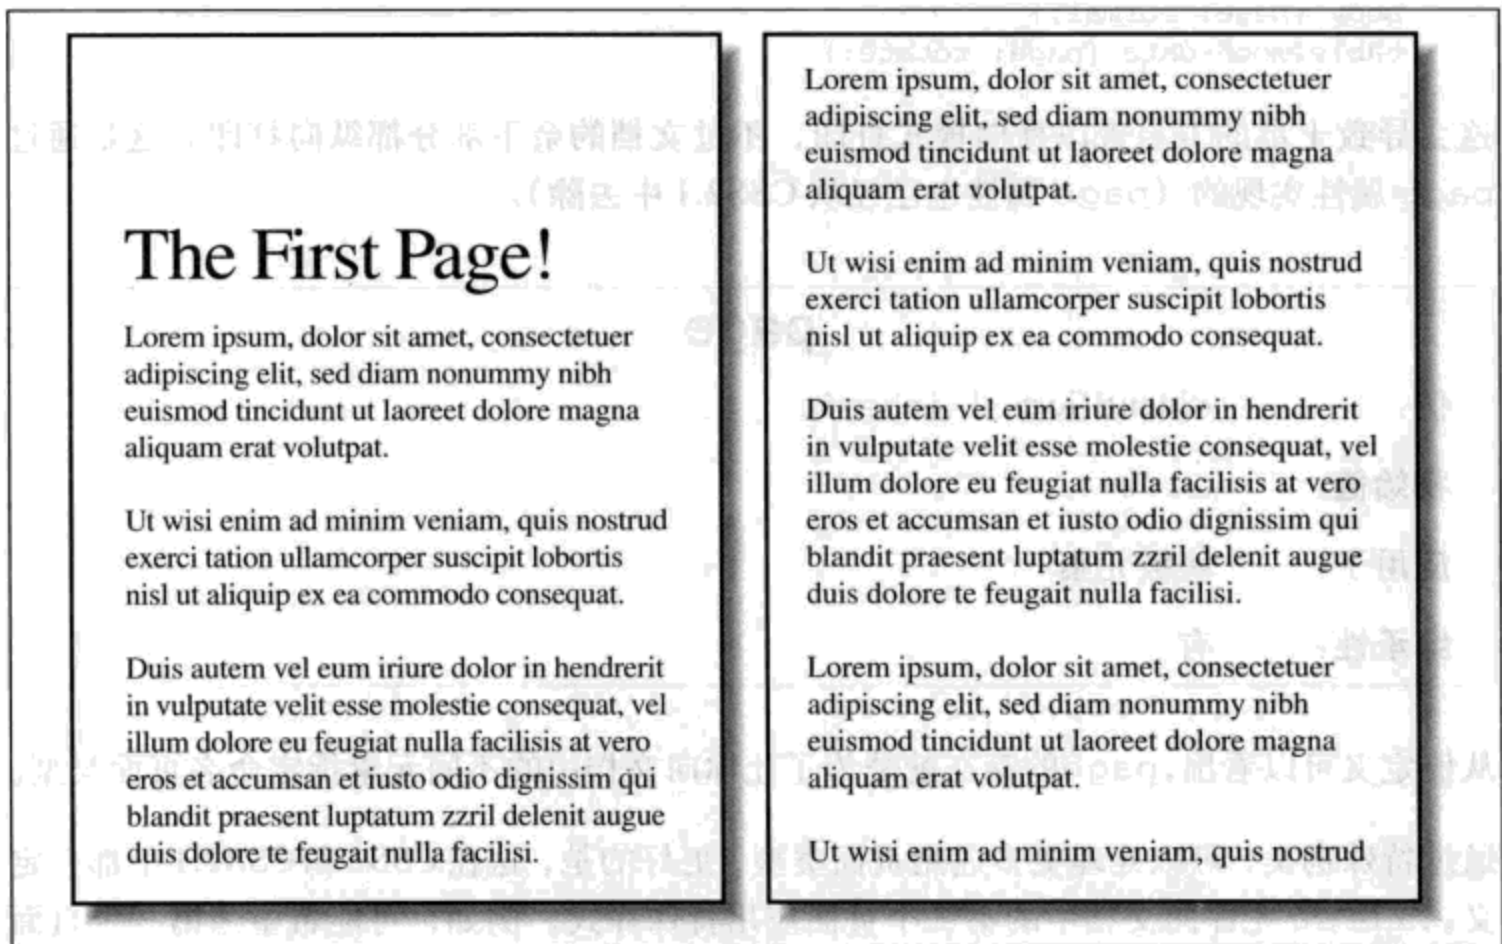 The First Page!
Lorem ipsum, dolor sit amet, consectetuer
adipiscing elit, sed diam nonummy nibh
euismod tincidunt ut laoreet dolore magna
aliquam erat volutpat.
Ut wisi enim ad minim veniam, quis nostrud
exerci tation ullamcorper suscipit lobortis
nisl ut aliquip ex ea commodo consequat.
Duis autem vel eum iriure dolor in hendrerit
in vulputate velit esse molestie consequat, vel
illum dolore eu feugiat nulla facilisis at vero
eros et accumsan et iusto odio dignissim qui
blandit praesent luptatum zzril delenit augue
duis dolore te feugait nulla facilisi.
Lorem ipsum, dolor sit amet, consectetuer
adipiscing elit, sed diam nonummy nibh
euismod tincidunt ut laoreet dolore magna
aliquam erat volutpat.
Ut wisi enim ad minim veniam, quis nostrud
exerci tation ullamcorper suscipit lobortis
nisl ut aliquip ex ea commodo consequat.
Duis autem vel eum iriure dolor in hendrerit
in vulputate velit esse molestie consequat, vel
illum dolore eu feugiat nulla facilisis at vero
eros et accumsan et iusto odio dignissim qui
blandit praesent luptatum zzril delenit augue
duis dolore te feugait nulla facilisi.
Lorem ipsum, dolor sit amet, consectetuer
adipiscing elit, sed diam nonummy nibh
euismod tincidunt ut laoreet dolore magna
aliquam erat volutpat.
Ut wisi enim ad minim veniam, quis nostrud